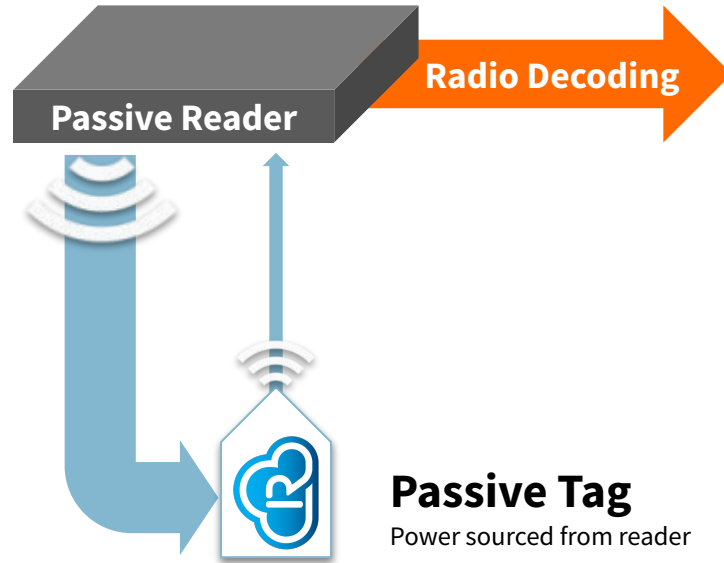 Radio Decoding
Passive Reader
R
Passive Tag
Power sourced from reader